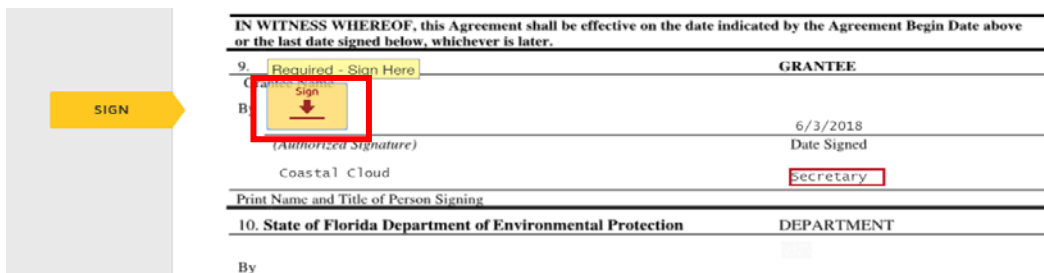 IN WITNESS WHEREOF, this Agreement shall be effective on the date indicated by the Agreement Begin Date above
or the last date signed below, whichever is later.
9. Required - Sign Here GRANTEE
Grantee Name
SIGN By Sign
6/3/2018
(Authorized Signature) Date Signed
Coastal Cloud Secretary
Print Name and Title of Person Signing
10. State of Florida Department of Environmental Protection DEPARTMENT
By